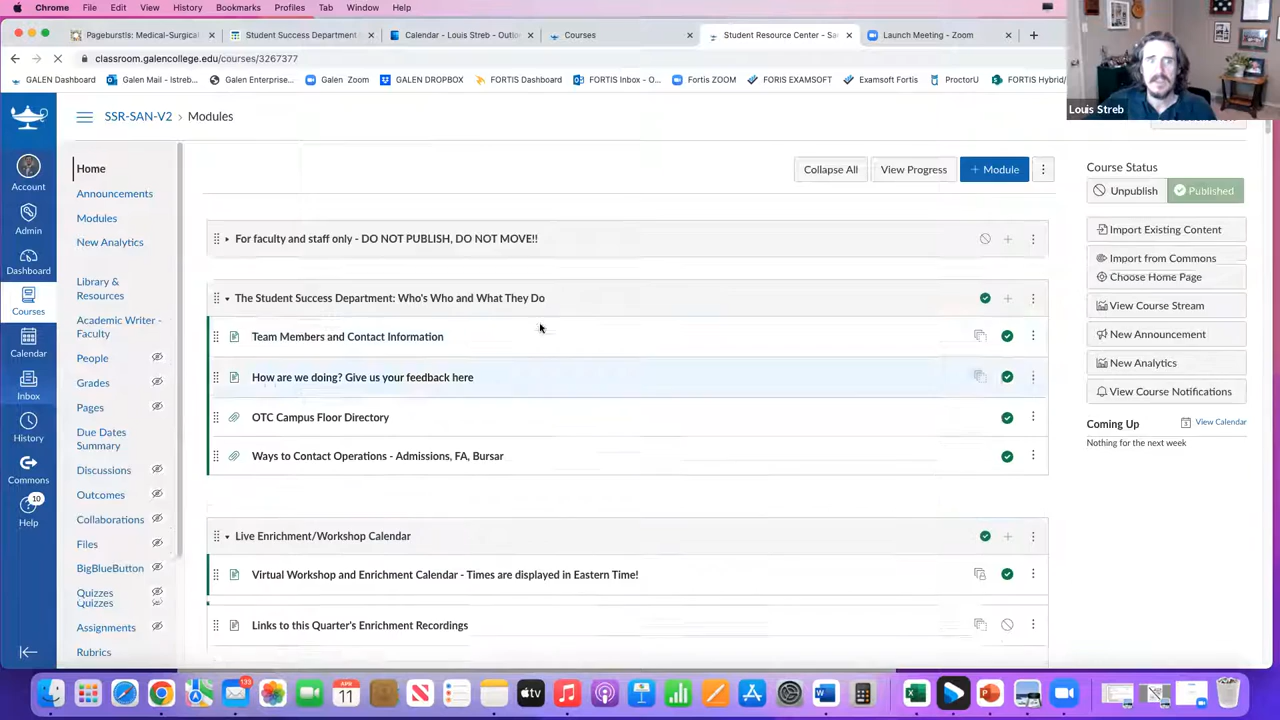 Chrome File Edit View History Bookmarks Profiles Tab Window Help
Pageburstls: Medical-Surgical
Student Success Department
Calendar - Louis Streb - Outlo
Courses
Student Resource Center - Sa
Launch Meeting - Zoom
classroom.galencollege.edu/courses/3267377
GALEN Dashboard
Galen Mail - lstreb...
Galen Enterprise...
Galen Zoom
GALEN DROPBOX
FORTIS Dashboard
FORTIS Inbox - O...
Fortis ZOOM
FORIS EXAMSOFT
Examsoft Fortis
ProctorU
FORTIS Hybrid/
Louis Streb
SSR-SAN-V2 › Modules
Account
Admin
Dashboard
Courses
Calendar
Inbox
History
Commons
10
Help
Home
Announcements
Modules
New Analytics
Library &
Resources
Academic Writer -
Faculty
People
Grades
Pages
Due Dates
Summary
Discussions
Outcomes
Collaborations
Files
BigBlueButton
Quizzes
Quizzes
Assignments
Rubrics
Collapse All
View Progress
+ Module
For faculty and staff only - DO NOT PUBLISH, DO NOT MOVE!!
The Student Success Department: Who's Who and What They Do
Team Members and Contact Information
How are we doing? Give us your feedback here
OTC Campus Floor Directory
Ways to Contact Operations - Admissions, FA, Bursar
Live Enrichment/Workshop Calendar
Virtual Workshop and Enrichment Calendar - Times are displayed in Eastern Time!
Links to this Quarter's Enrichment Recordings
Course Status
Unpublish
Published
Import Existing Content
Import from Commons
Choose Home Page
View Course Stream
New Announcement
New Analytics
View Course Notifications
Coming Up
View Calendar
Nothing for the next week
133
APR
11
tv